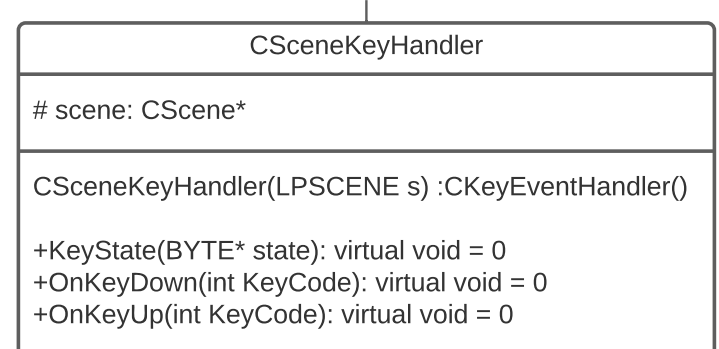 CSceneKeyHandler
# scene: CScene*
CSceneKeyHandler(LPSCENE s) :CKeyEventHandler()
+KeyState(BYTE* state): virtual void = 0
+OnKeyDown(int KeyCode): virtual void = 0
+OnKeyUp(int KeyCode): virtual void = 0